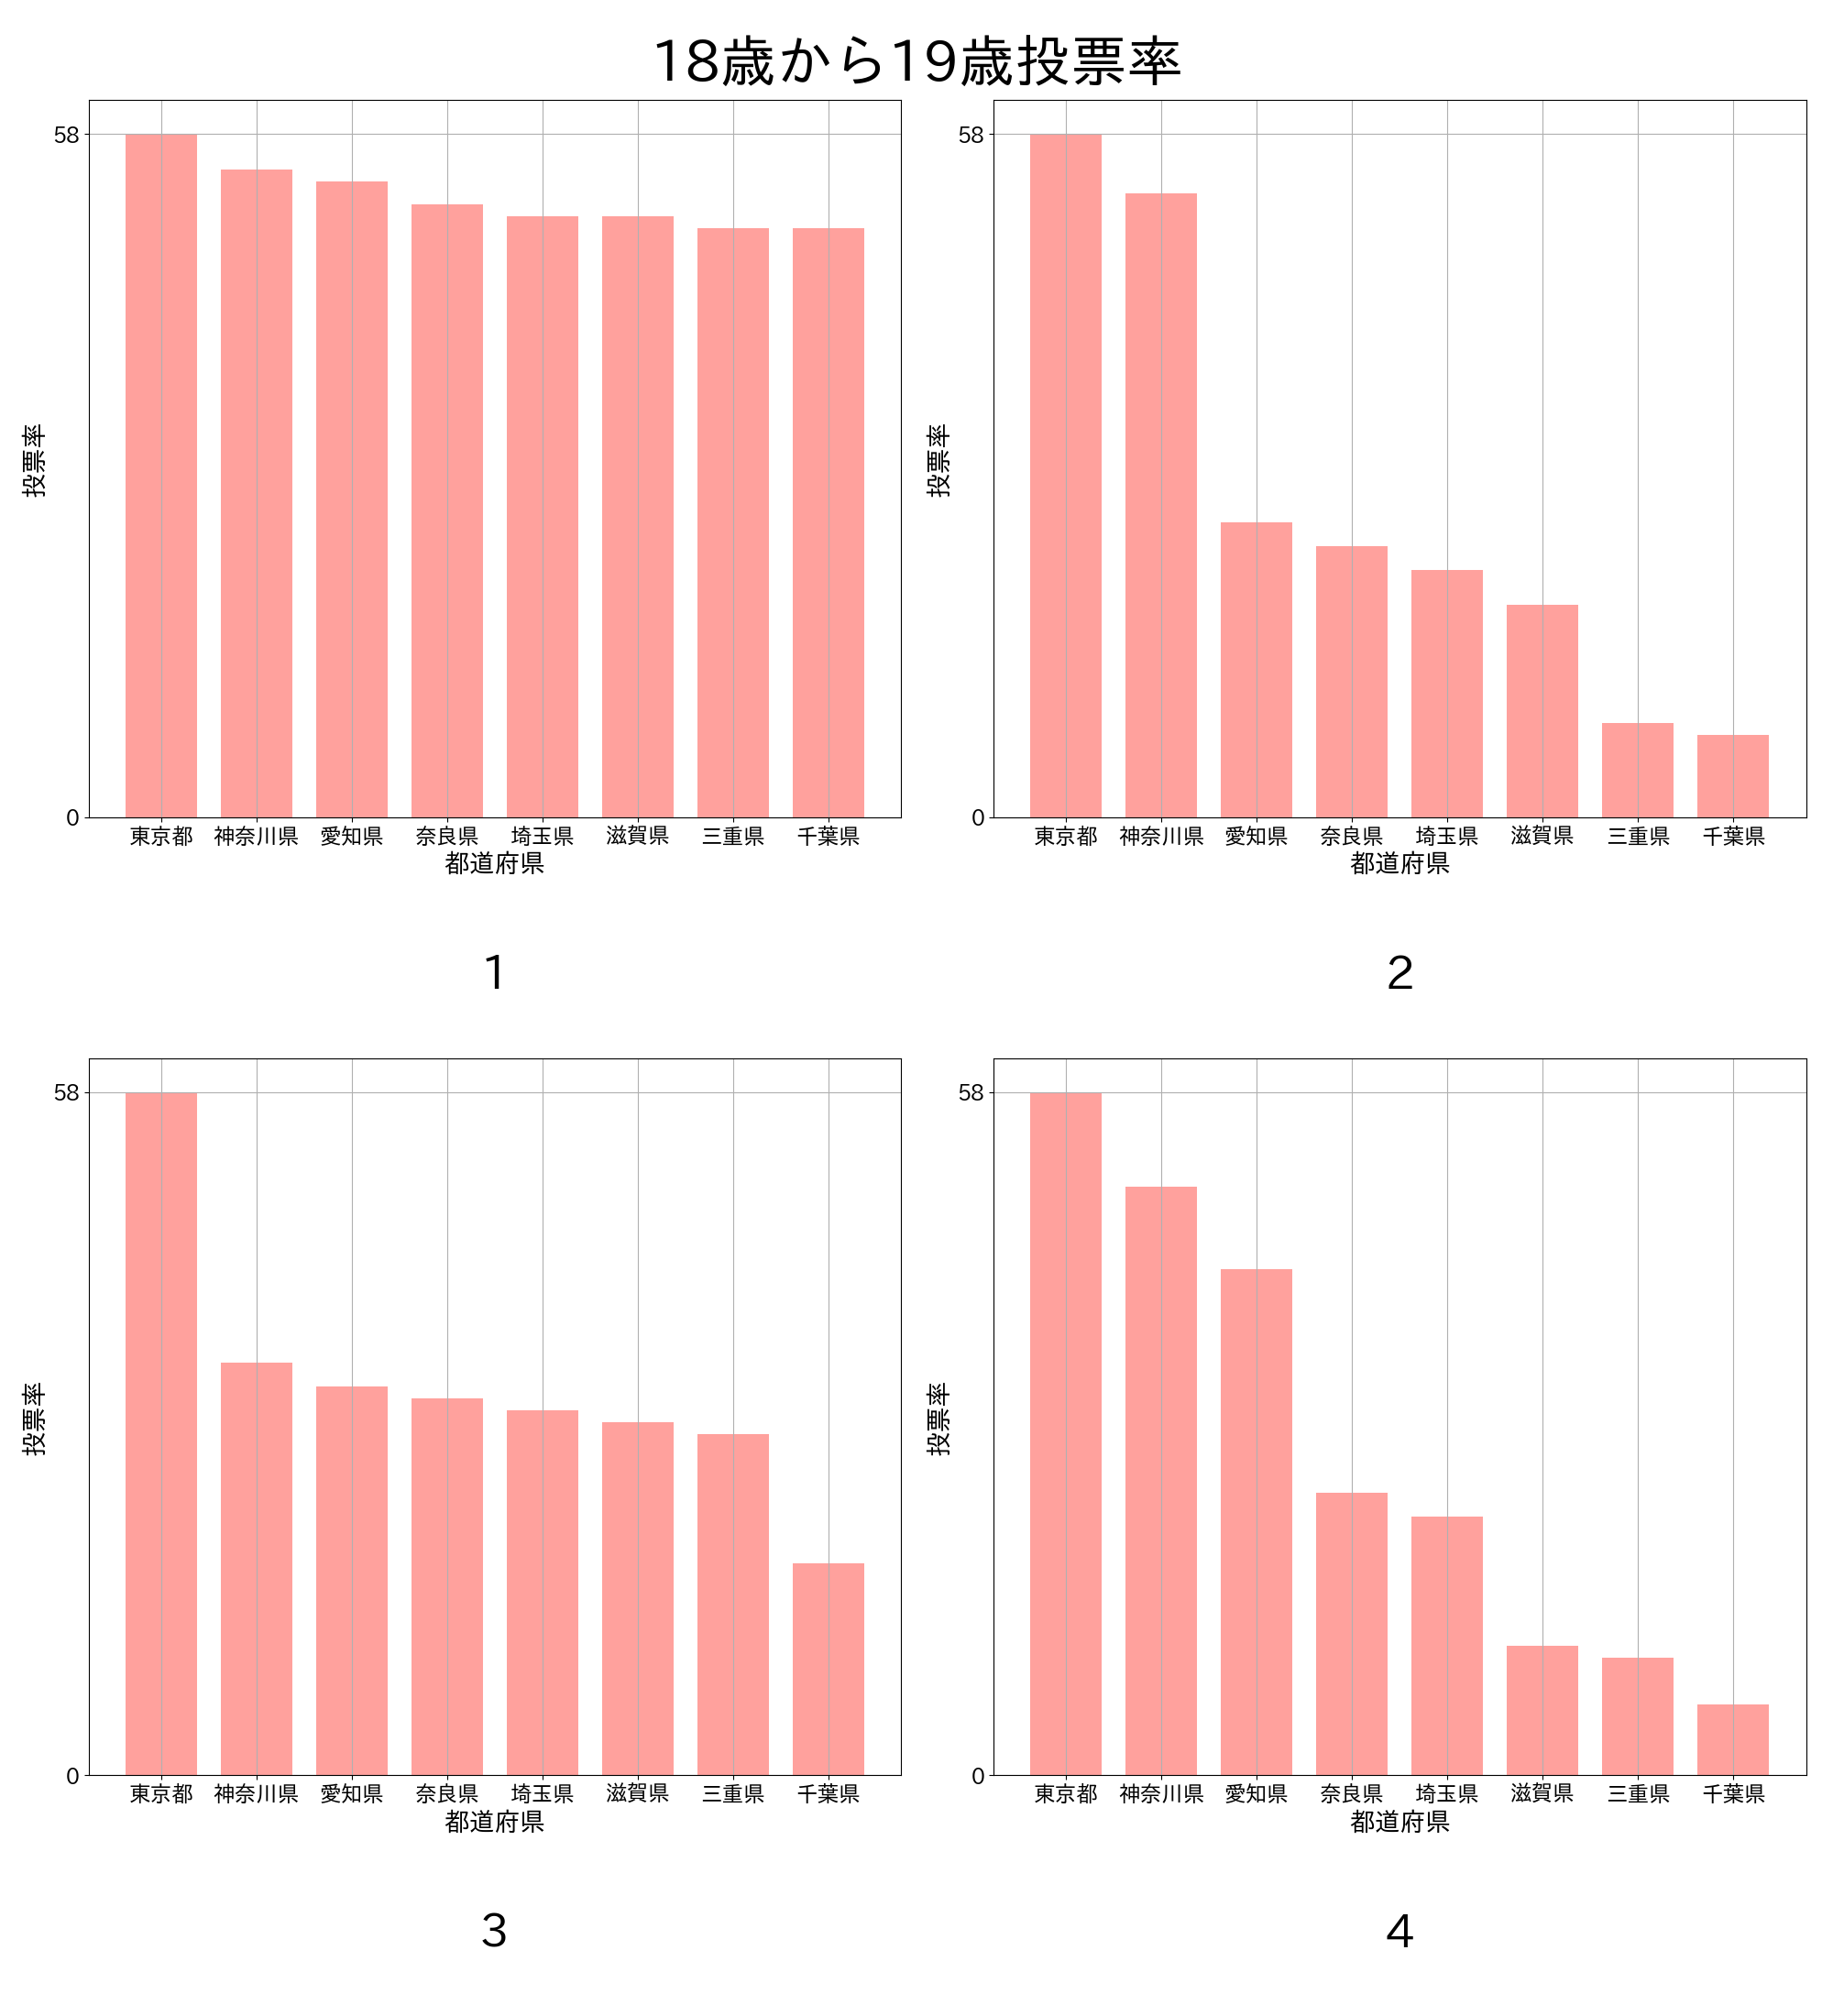 18歳から19歳投票率
58
0
投票率
東京都 神奈川県 愛知県 奈良県 埼玉県 滋賀県 三重県 千葉県
都道府県
1
58
0
投票率
東京都 神奈川県 愛知県 奈良県 埼玉県 滋賀県 三重県 千葉県
都道府県
2
58
0
投票率
東京都 神奈川県 愛知県 奈良県 埼玉県 滋賀県 三重県 千葉県
都道府県
3
58
0
投票率
東京都 神奈川県 愛知県 奈良県 埼玉県 滋賀県 三重県 千葉県
都道府県
4